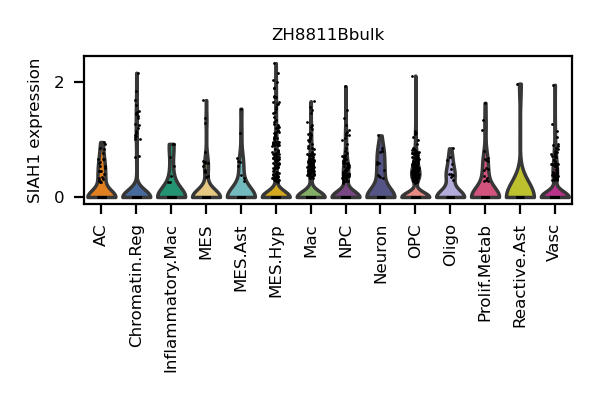 ZH8811Bbulk
SIAH1 expression
2
0
AC
Chromatin.Reg
Inflammatory.Mac
MES
MES.Ast
MES.Hyp
Mac
NPC
Neuron
OPC
Oligo
Prolif.Metab
Reactive.Ast
Vasc